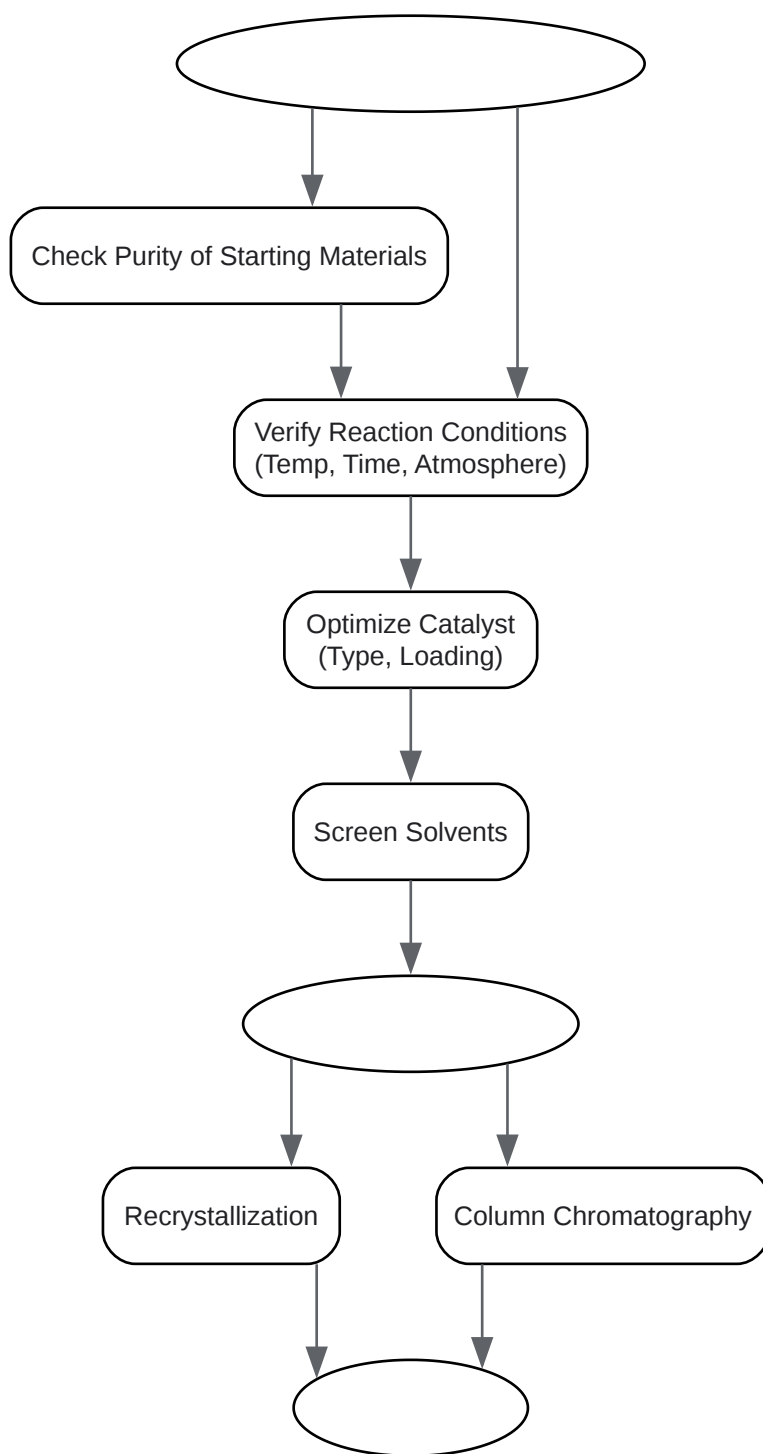 Check Purity of Starting Materials
Verify Reaction Conditions
(Temp, Time, Atmosphere)
Optimize Catalyst
(Type, Loading)
Screen Solvents
Recrystallization
Column Chromatography